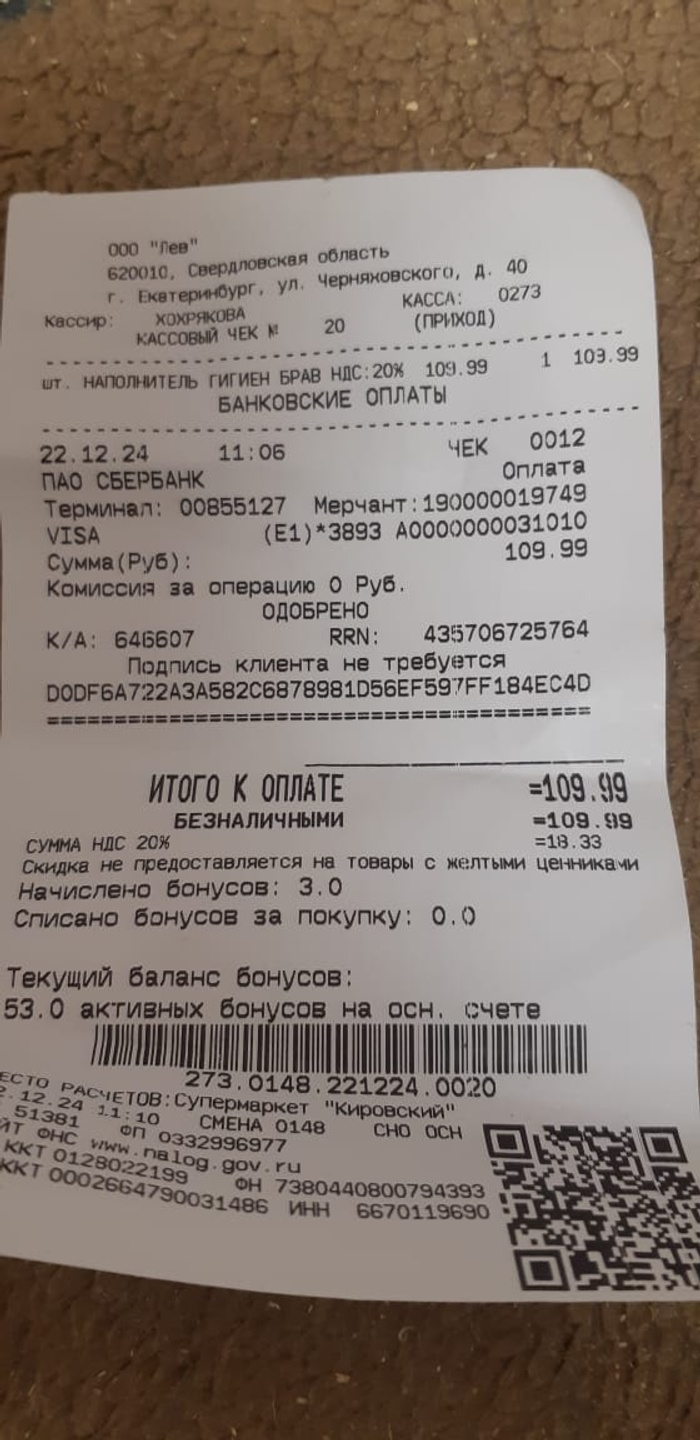 ООО "Лев"
620010, Свердловская область
г. Екатеринбург, ул. Черняховского, д. 40
Кассир: ХОХРЯКОВА КАССА: 0273
КАССОВЫЙ ЧЕК № 20 (ПРИХОД)
шт. НАПОЛНИТЕЛЬ ГИГИЕН БРАВ НДС:20% 109.99 1 109.99
БАНКОВСКИЕ ОПЛАТЫ
22.12.24 11:06 ЧЕК 0012
ПАО СБЕРБАНК Оплата
Терминал: 00855127 Мерчант:190000019749
VISA (E1)*3893 A0000000031010
Сумма(Руб): 109.99
Комиссия за операцию 0 Руб.
ОДОБРЕНО
К/А: 646607 RRN: 435706725764
Подпись клиента не требуется
D0DF6A722A3A582C6878981D56EF597FF184EC4D
==========================================
ИТОГО К ОПЛАТЕ =109.99
БЕЗНАЛИЧНЫМИ =109.99
СУММА НДС 20% =18.33
Скидка не предоставляется на товары с желтыми ценниками
Начислено бонусов: 3.0
Списано бонусов за покупку: 0.0
Текущий баланс бонусов:
53.0 активных бонусов на осн. счете
273.0148.221224.0020
ЕСТО РАСЧЕТОВ:Супермаркет "Кировский"
2.12.24 11:10 СМЕНА 0148 СНО ОСН
51381 ФП 0332996977
ЙТ ФНС www.nalog.gov.ru
ККТ 0128022199 ФН 7380440800794393
ККТ 0002664790031486 ИНН 6670119690